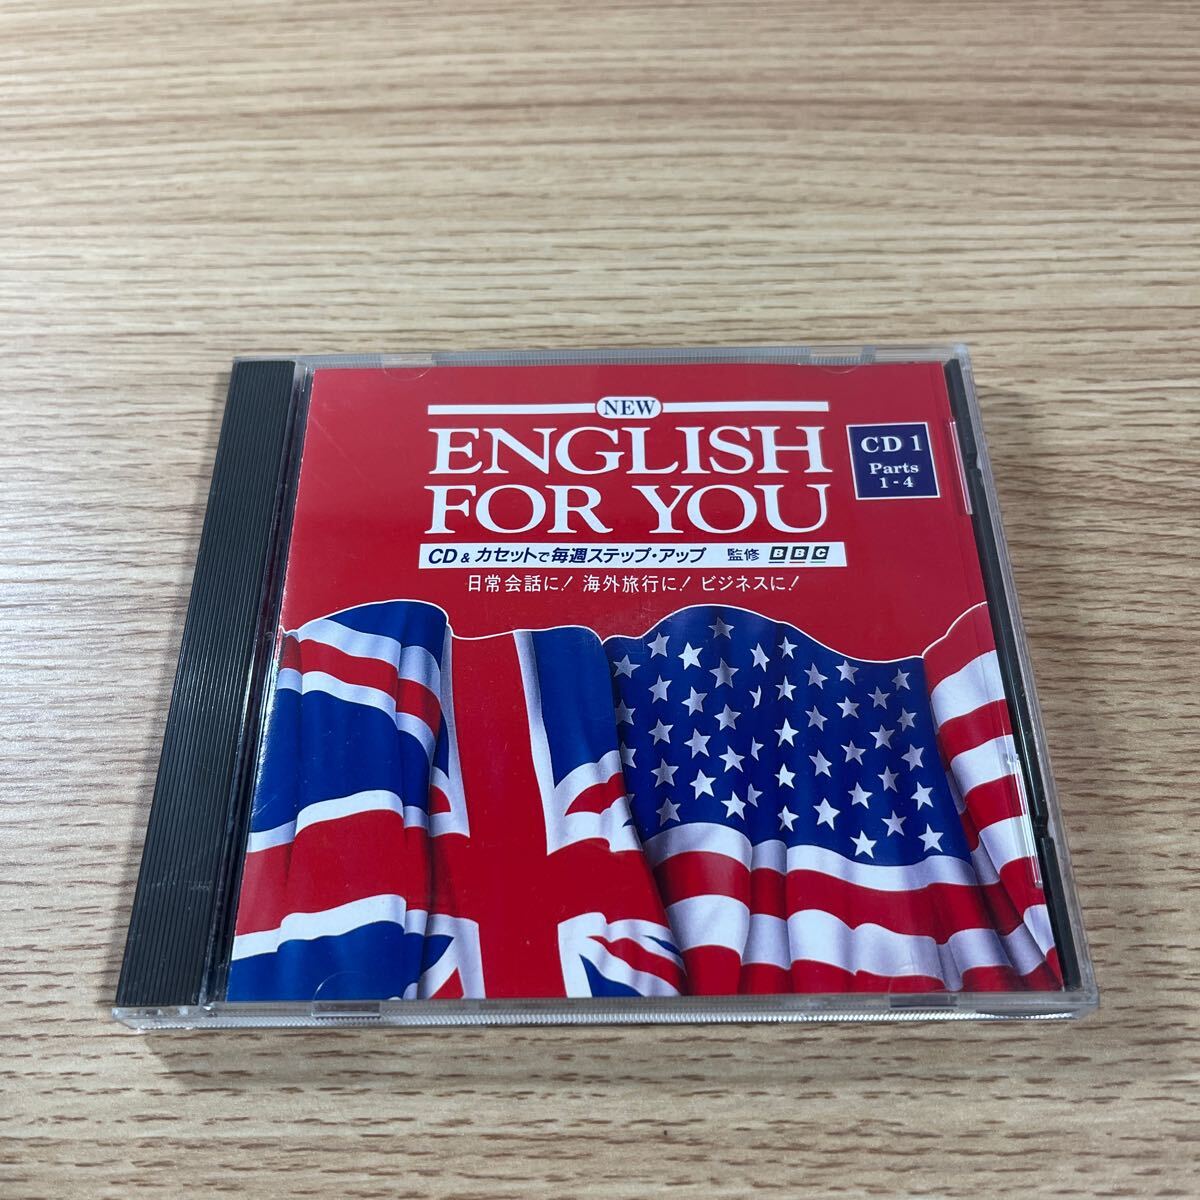 NEW
ENGLISH
FOR YOU
CD & カセットで毎週ステップ・アップ 監修 BBC
日常会話に! 海外旅行に! ビジネスに!
CD 1
Parts
1-4